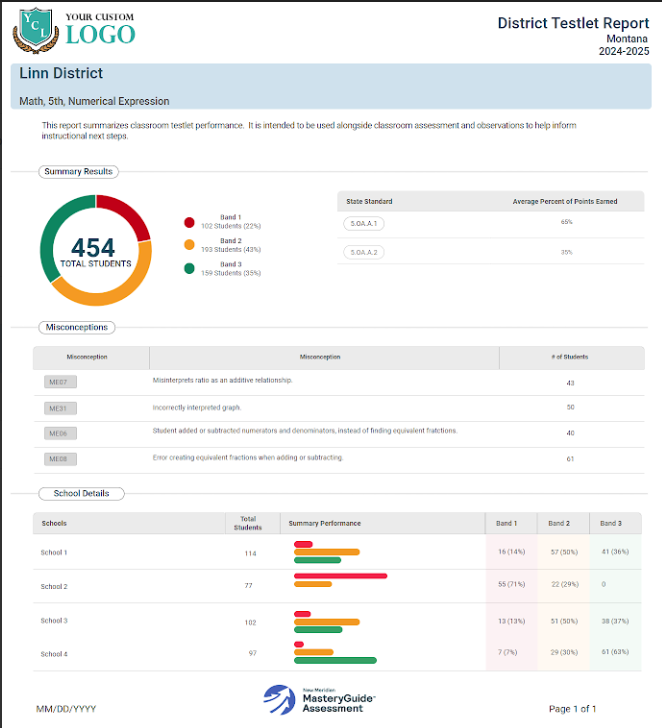 Y
C
L
YOUR CUSTOM
LOGO
District Testlet Report
Montana
2024-2025
Linn District
Math, 5th, Numerical Expression
This report summarizes classroom testlet performance. It is intended to be used alongside classroom assessment and observations to help inform
instructional next steps.
Summary Results
454
TOTAL STUDENTS
Band 1
102 Students (22%)
Band 2
193 Students (43%)
Band 3
159 Students (35%)
State Standard Average Percent of Points Earned
5.OA.A.1 65%
5.OA.A.2 35%
Misconceptions
Misconception Misconception # of Students
ME07 Misinterprets ratio as an additive relationship. 43
ME31 Incorrectly interpreted graph. 50
ME06 Student added or subtracted numerators and denominators, instead of finding equivalent fratctions. 40
ME08 Error creating equivalent fractions when adding or subtracting. 61
School Details
Schools Total Students Summary Performance Band 1 Band 2 Band 3
School 1 114 16 (14%) 57 (50%) 41 (36%)
School 2 77 55 (71%) 22 (29%) 0
School 3 102 13 (13%) 51 (50%) 38 (37%)
School 4 97 7 (7%) 29 (30%) 61 (63%)
MM/DD/YYYY
New Meridian
MasteryGuide
Assessment
Page 1 of 1